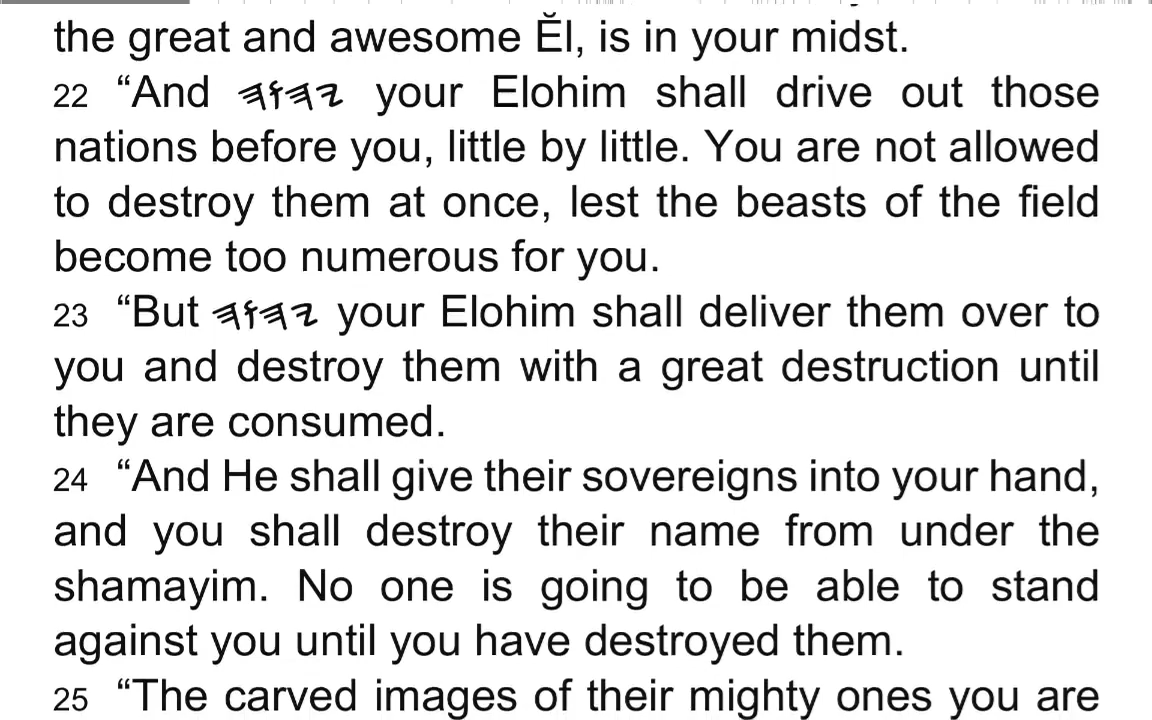 the great and awesome Ĕl, is in your midst.
22 “And 𐤉𐤄𐤅𐤄 your Elohim shall drive out those
nations before you, little by little. You are not allowed
to destroy them at once, lest the beasts of the field
become too numerous for you.
23 “But 𐤉𐤄𐤅𐤄 your Elohim shall deliver them over to
you and destroy them with a great destruction until
they are consumed.
24 “And He shall give their sovereigns into your hand,
and you shall destroy their name from under the
shamayim. No one is going to be able to stand
against you until you have destroyed them.
25 “The carved images of their mighty ones you are